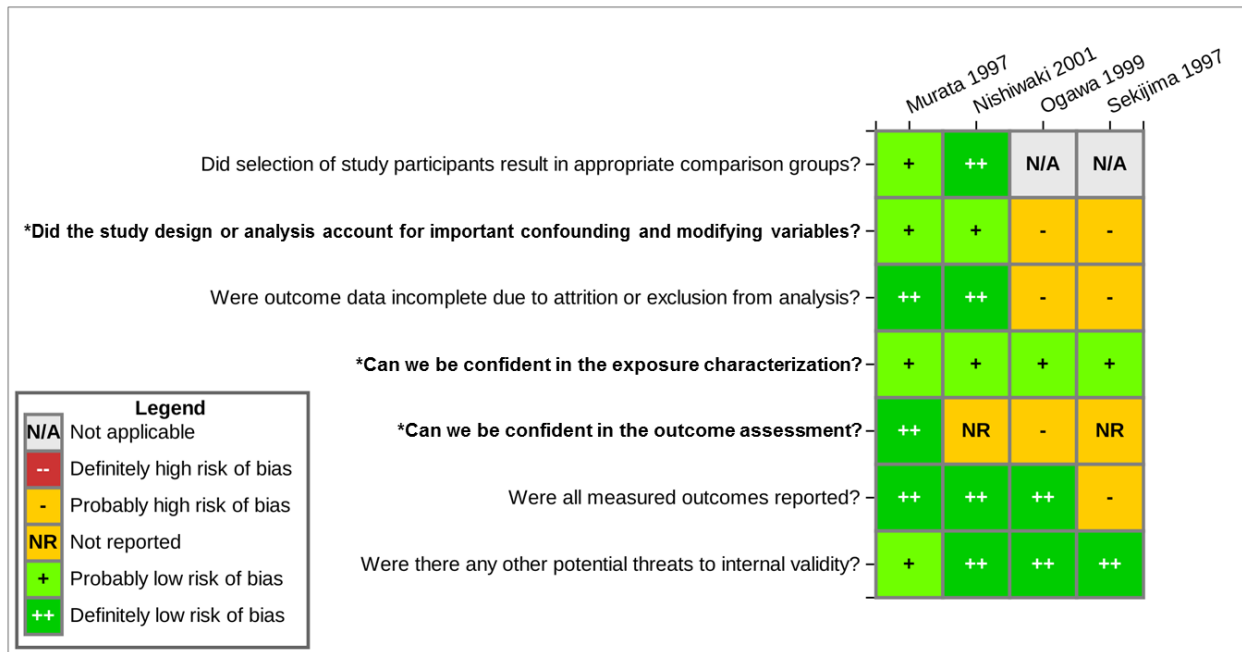 Murata 1997
Nishiwaki 2001
Ogawa 1999
Sekijima 1997
Did selection of study participants result in appropriate comparison groups? + ++ N/A N/A
*Did the study design or analysis account for important confounding and modifying variables? + + - -
Were outcome data incomplete due to attrition or exclusion from analysis? ++ ++ - -
*Can we be confident in the exposure characterization? + + + +
*Can we be confident in the outcome assessment? ++ NR - NR
Were all measured outcomes reported? ++ ++ ++ -
Were there any other potential threats to internal validity? + ++ ++ ++
Legend
N/A Not applicable
-- Definitely high risk of bias
- Probably high risk of bias
NR Not reported
+ Probably low risk of bias
++ Definitely low risk of bias